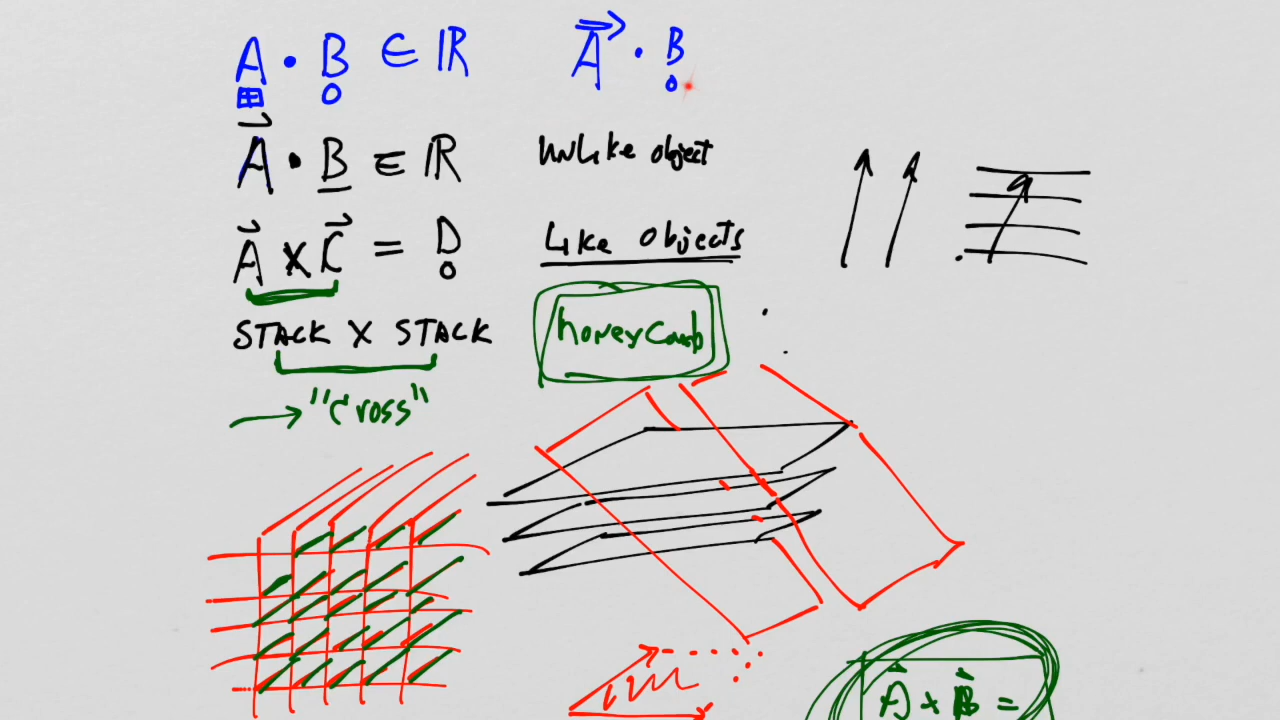 A · B ∈ ℝ
A⃗ · B
A⃗ · B ∈ ℝ
UNLike object
A⃗ × C⃗ = D
Like objects
STACK X STACK
honeycomb
→ "Cross"
A⃗ × B⃗ =